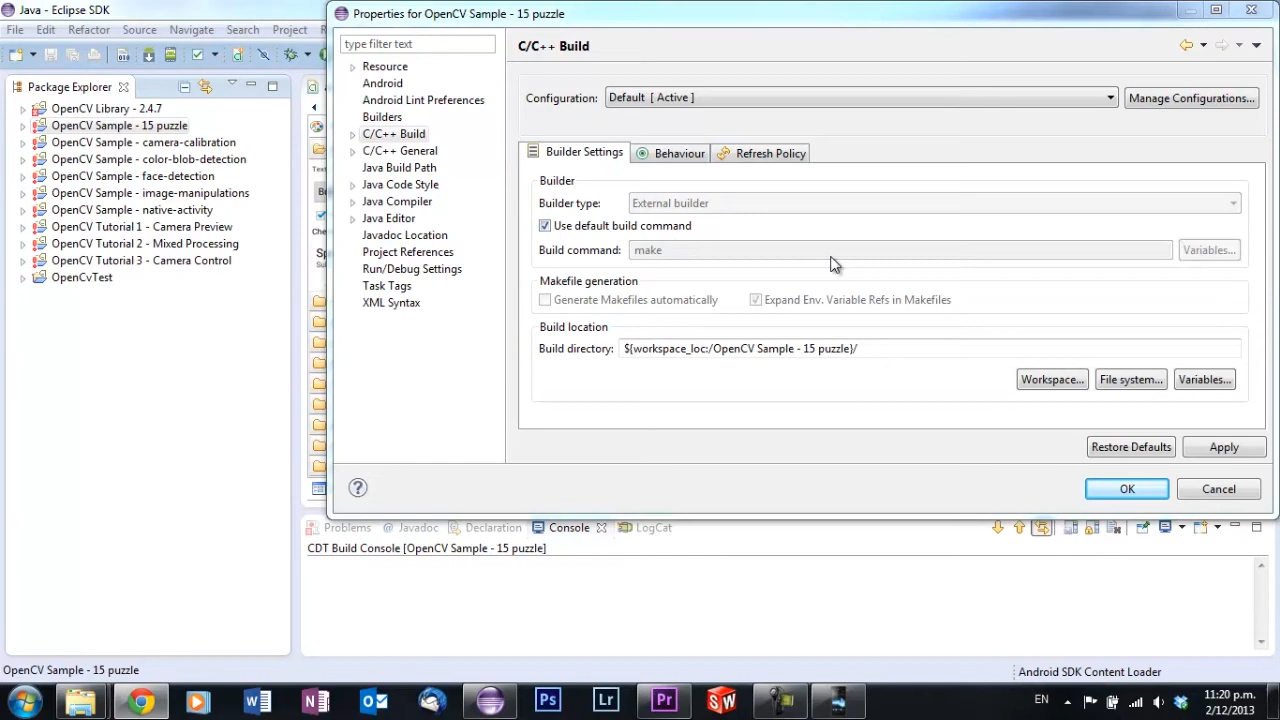 Java - Eclipse SDK
File Edit Refactor Source Navigate Search Project
Package Explorer
OpenCV Library - 2.4.7
OpenCV Sample - 15 puzzle
OpenCV Sample - camera-calibration
OpenCV Sample - color-blob-detection
OpenCV Sample - face-detection
OpenCV Sample - image-manipulations
OpenCV Sample - native-activity
OpenCV Tutorial 1 - Camera Preview
OpenCV Tutorial 2 - Mixed Processing
OpenCV Tutorial 3 - Camera Control
OpenCvTest
Properties for OpenCV Sample - 15 puzzle
type filter text
Resource
Android
Android Lint Preferences
Builders
C/C++ Build
C/C++ General
Java Build Path
Java Code Style
Java Compiler
Java Editor
Javadoc Location
Project References
Run/Debug Settings
Task Tags
XML Syntax
C/C++ Build
Configuration: Default [ Active ] Manage Configurations...
Builder Settings Behaviour Refresh Policy
Builder
Builder type: External builder
Use default build command
Build command: make Variables...
Makefile generation
Generate Makefiles automatically Expand Env. Variable Refs in Makefiles
Build location
Build directory: ${workspace_loc:/OpenCV Sample - 15 puzzle}/
Workspace... File system... Variables...
Restore Defaults Apply
OK Cancel
Problems @ Javadoc Declaration Console LogCat
CDT Build Console [OpenCV Sample - 15 puzzle]
OpenCV Sample - 15 puzzle Android SDK Content Loader
Ps Lr Pr SW
EN 11:20 p.m.
2/12/2013